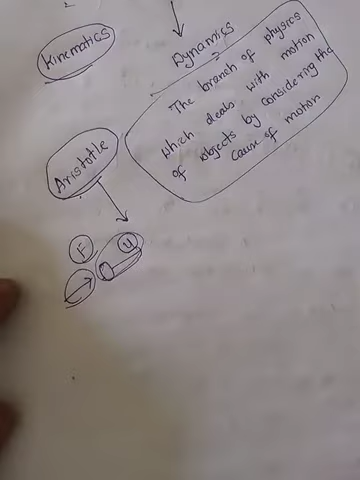 Kinematics
Dynamics
The branch of physics
which deals with motion
of objects by considering the
cause of motion
Aristotle
F